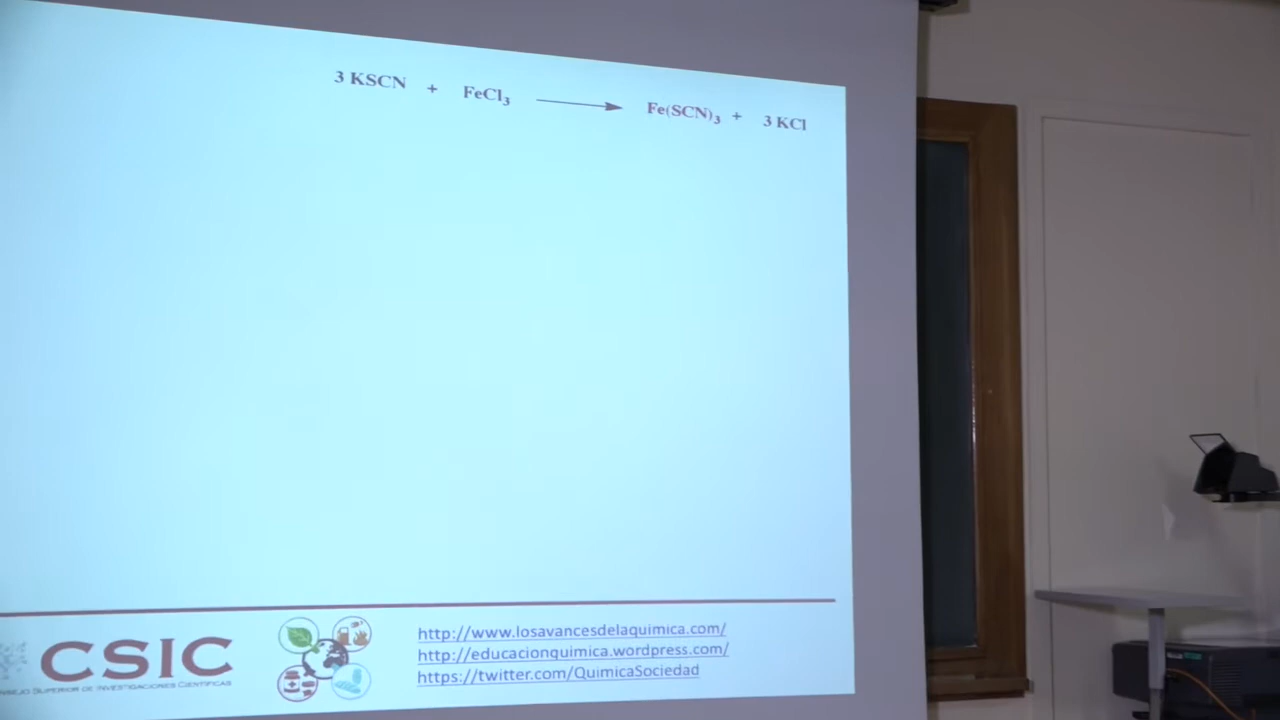 3 KSCN + FeCl₃ ⟶ Fe(SCN)₃ + 3 KCl
CSIC
SUPERIOR DE INVESTIGACIONES CIENTÍFICAS
http://www.losavancesdelaquimica.com/
http://educacionquimica.wordpress.com/
https://twitter.com/QuimicaSociedad